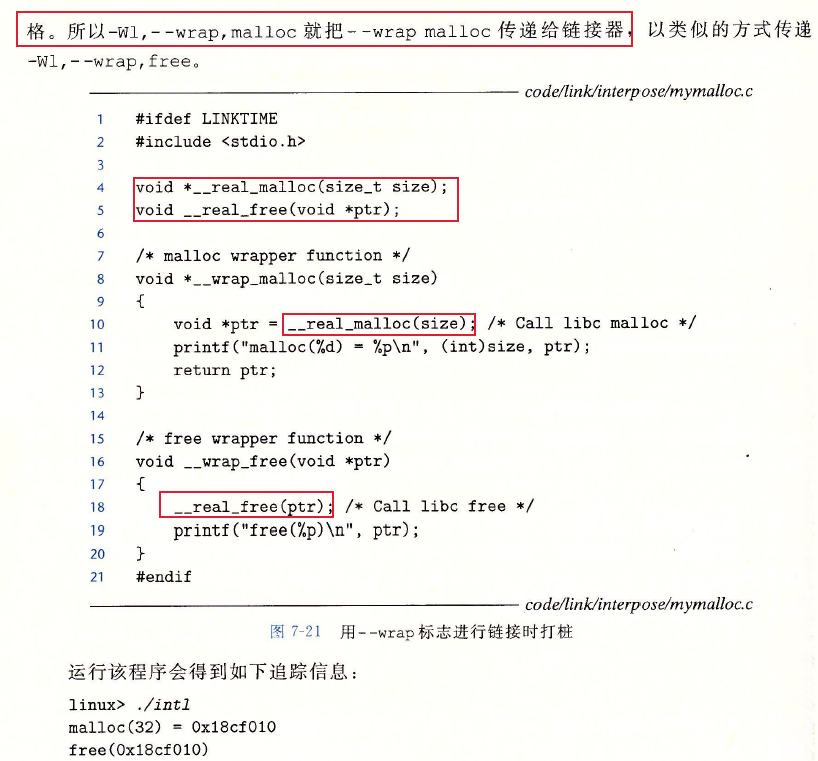 格。所以-Wl,--wrap,malloc 就把--wrap malloc 传递给链接器，以类似的方式传递
-Wl,--wrap,free。
code/link/interpose/mymalloc.c
1 #ifdef LINKTIME
2 #include <stdio.h>
3
4 void *__real_malloc(size_t size);
5 void __real_free(void *ptr);
6
7 /* malloc wrapper function */
8 void *__wrap_malloc(size_t size)
9 {
10 void *ptr = __real_malloc(size); /* Call libc malloc */
11 printf("malloc(%d) = %p\n", (int)size, ptr);
12 return ptr;
13 }
14
15 /* free wrapper function */
16 void __wrap_free(void *ptr)
17 {
18 __real_free(ptr); /* Call libc free */
19 printf("free(%p)\n", ptr);
20 }
21 #endif
code/link/interpose/mymalloc.c
图 7-21 用--wrap 标志进行链接时打桩
运行该程序会得到如下追踪信息：
linux> ./intl
malloc(32) = 0x18cf010
free(0x18cf010)